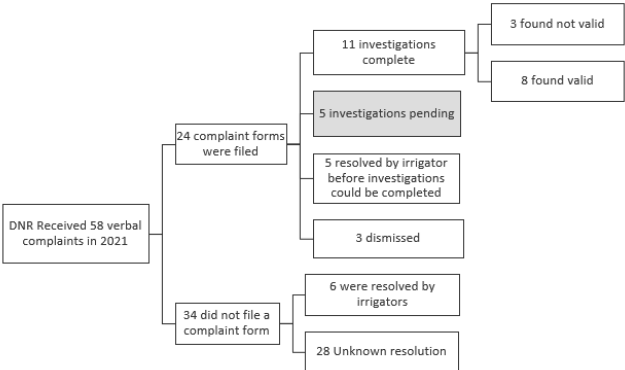 DNR Received 58 verbal
complaints in 2021
24 complaint forms
were filed
11 investigations
complete
3 found not valid
8 found valid
5 investigations pending
5 resolved by irrigator
before investigations
could be completed
3 dismissed
34 did not file a
complaint form
6 were resolved by
irrigators
28 Unknown resolution